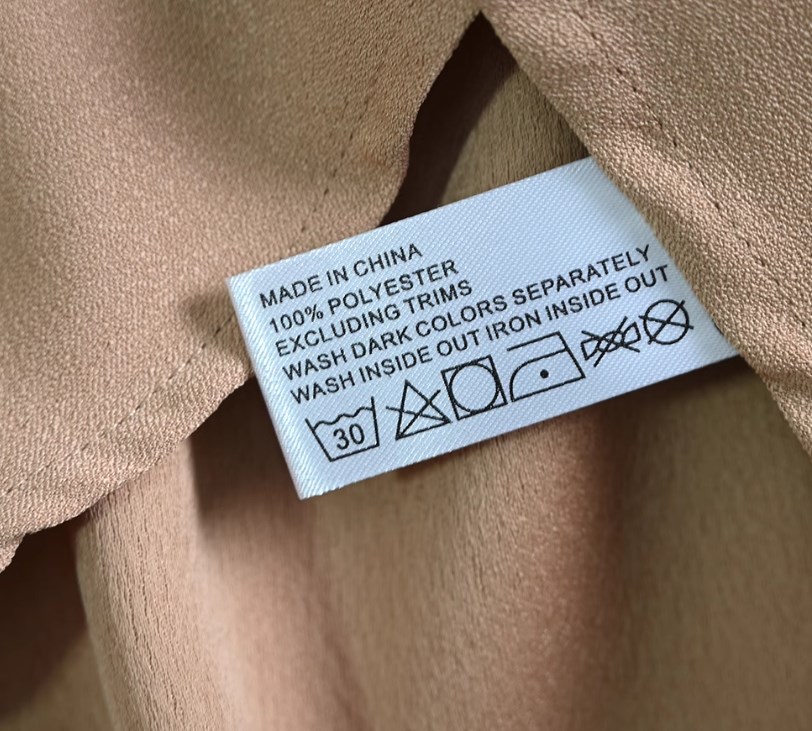 MADE IN CHINA
100% POLYESTER
EXCLUDING TRIMS
WASH DARK COLORS SEPARATELY
WASH INSIDE OUT IRON INSIDE OUT
30